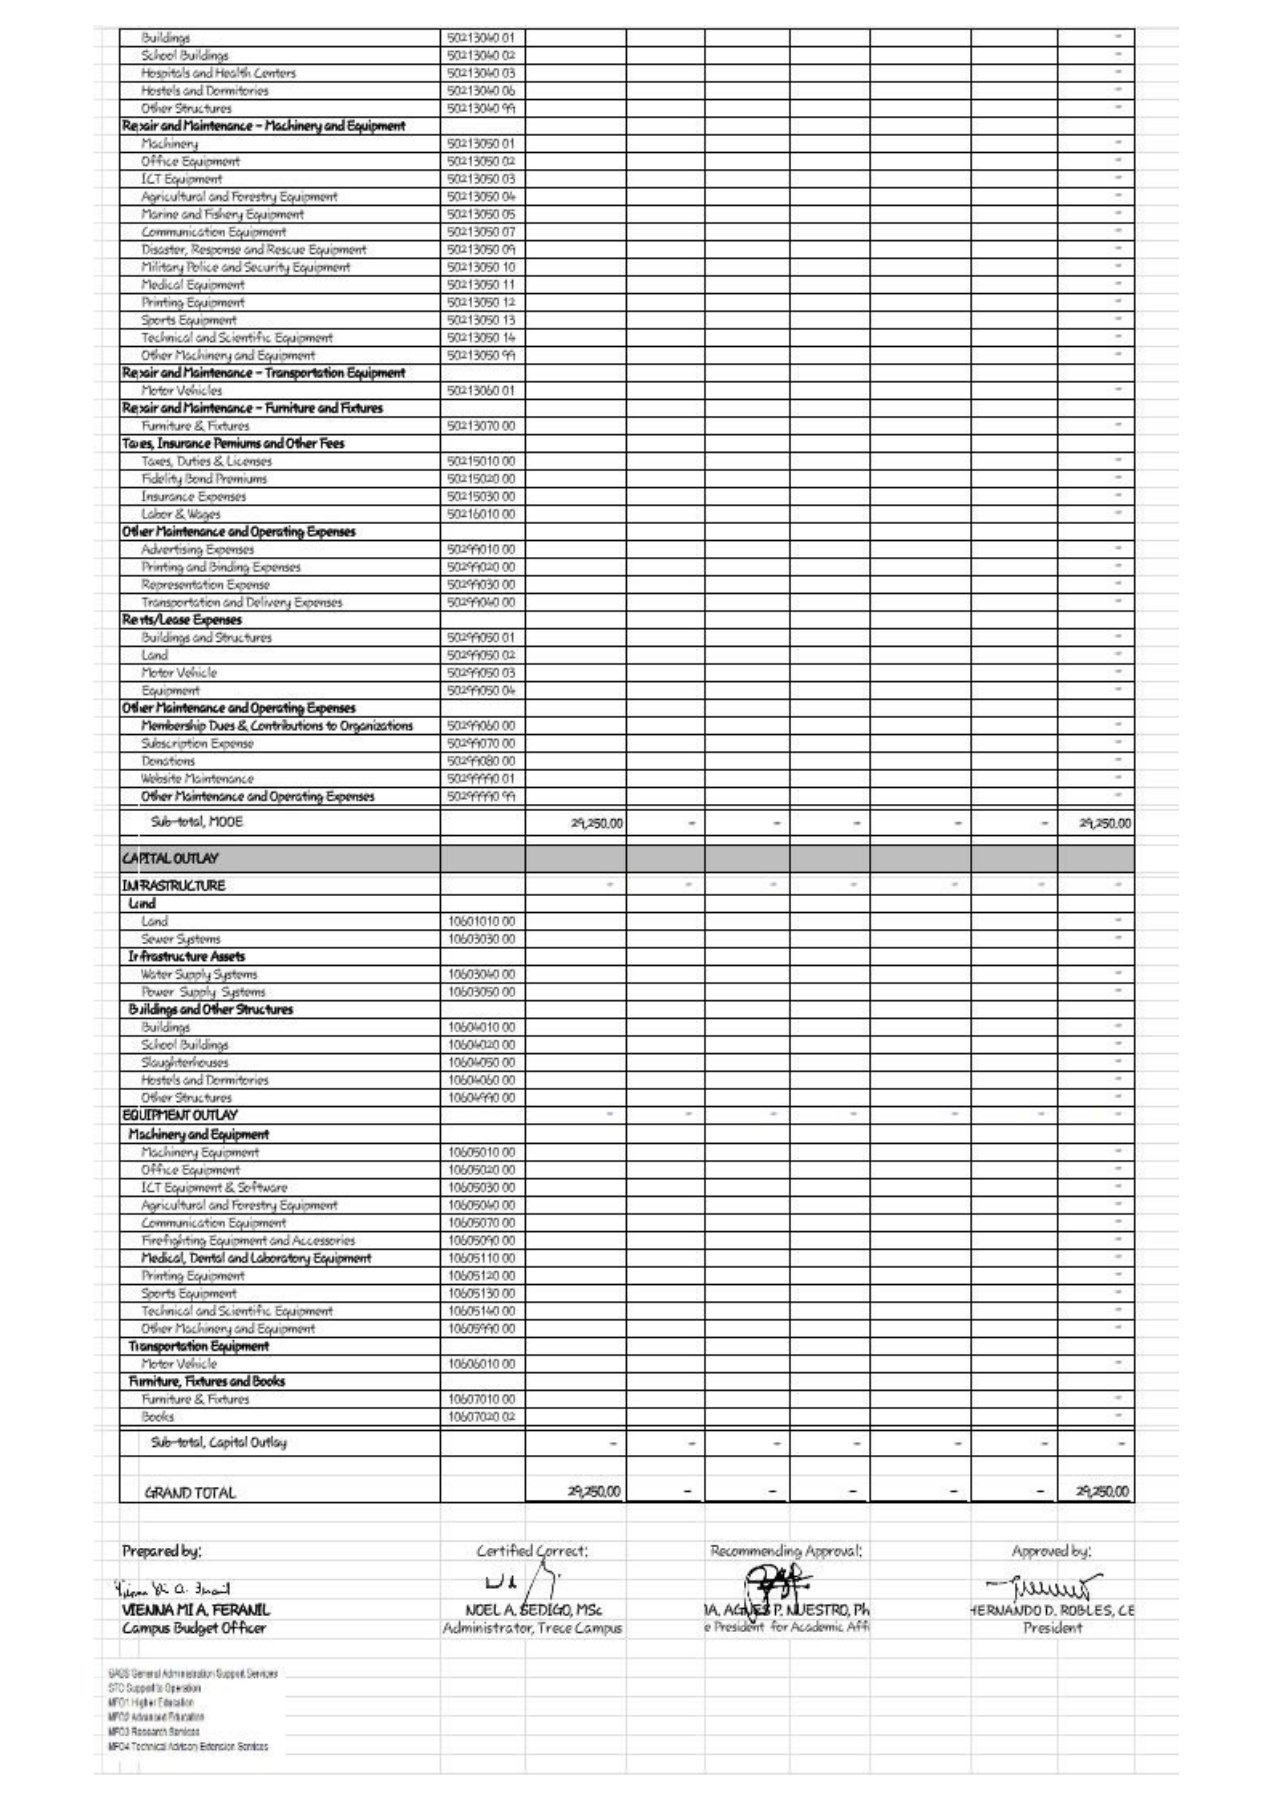 Buildings 50213040 01 -
School Buildings 50213040 02 -
Hospitals and Health Centers 50213040 03 -
Hostels and Dormitories 50213040 06 -
Other Structures 50213040 99 -
Repair and Maintenance - Machinery and Equipment
Machinery 50213050 01 -
Office Equipment 50213050 02 -
ICT Equipment 50213050 03 -
Agricultural and Forestry Equipment 50213050 04 -
Marine and Fishery Equipment 50213050 05 -
Communication Equipment 50213050 07 -
Disaster, Response and Rescue Equipment 50213050 09 -
Military Police and Security Equipment 50213050 10 -
Medical Equipment 50213050 11 -
Printing Equipment 50213050 12 -
Sports Equipment 50213050 13 -
Technical and Scientific Equipment 50213050 14 -
Other Machinery and Equipment 50213050 99 -
Repair and Maintenance - Transportation Equipment
Motor Vehicles 50213060 01 -
Repair and Maintenance - Furniture and Fixtures
Furniture & Fixtures 50213070 00 -
Taxes, Insurance Pemiums and Other Fees
Taxes, Duties & Licenses 50215010 00 -
Fidelity Bond Premiums 50215020 00 -
Insurance Expenses 50215030 00 -
Labor & Wages 50216010 00 -
Other Maintenance and Operating Expenses
Advertising Expenses 50299010 00 -
Printing and Binding Expenses 50299020 00 -
Representation Expense 50299030 00 -
Transportation and Delivery Expenses 50299040 00 -
Rents/Lease Expenses
Buildings and Structures 50299050 01 -
Land 50299050 02 -
Motor Vehicle 50299050 03 -
Equipment 50299050 04 -
Other Maintenance and Operating Expenses
Membership Dues & Contributions to Organizations 50299060 00 -
Subscription Expense 50299070 00 -
Donations 50299080 00 -
Website Maintenance 50299990 01 -
Other Maintenance and Operating Expenses 50299990 99 -
Sub-total, MOOE 29,250.00 - - - - - 29,250.00
CAPITAL OUTLAY
INFRASTRUCTURE - - - - - - -
Land
Land 10601010 00 -
Sewer Systems 10603030 00 -
Infrastructure Assets
Water Supply Systems 10603040 00 -
Power Supply Systems 10603050 00 -
Buildings and Other Structures
Buildings 10604010 00 -
School Buildings 10604020 00 -
Slaughterhouses 10604050 00 -
Hostels and Dormitories 10604060 00 -
Other Structures 10604990 00 -
EQUIPMENT OUTLAY - - - - - - -
Machinery and Equipment
Machinery Equipment 10605010 00 -
Office Equipment 10605020 00 -
ICT Equipment & Software 10605030 00 -
Agricultural and Forestry Equipment 10605040 00 -
Communication Equipment 10605070 00 -
Firefighting Equipment and Accessories 10605090 00 -
Medical, Dental and Laboratory Equipment 10605110 00 -
Printing Equipment 10605120 00 -
Sports Equipment 10605130 00 -
Technical and Scientific Equipment 10605140 00 -
Other Machinery and Equipment 10605990 00 -
Transportation Equipment
Motor Vehicle 10606010 00 -
Furniture, Fixtures and Books
Furniture & Fixtures 10607010 00 -
Books 10607020 02 -
Sub-total, Capital Outlay - - - - - - -
GRAND TOTAL 29,250.00 - - - - - 29,250.00
Prepared by: Certified Correct: Recommending Approval: Approved by:
VIENNA MI A. FERANIL NOEL A. SEDIGO, MSc IA. AGNES P. NUESTRO, Ph HERNANDO D. ROBLES, CE
Campus Budget Officer Administrator, Trece Campus e President for Academic Affi President
GASS General Administration Support Services
STO Support to Operation
MFO1 Higher Education
MFO2 Advanced Education
MFO3 Research Services
MFO4 Technical Advisory Extension Services